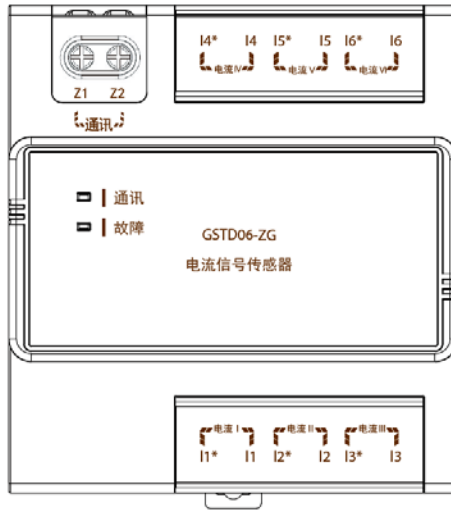 I4* I4 I5* I5 I6* I6
电流Ⅳ 电流Ⅴ 电流Ⅵ
Z1 Z2
通讯
通讯
故障
GSTD06-ZG
电流信号传感器
电流Ⅰ 电流Ⅱ 电流Ⅲ
I1* I1 I2* I2 I3* I3